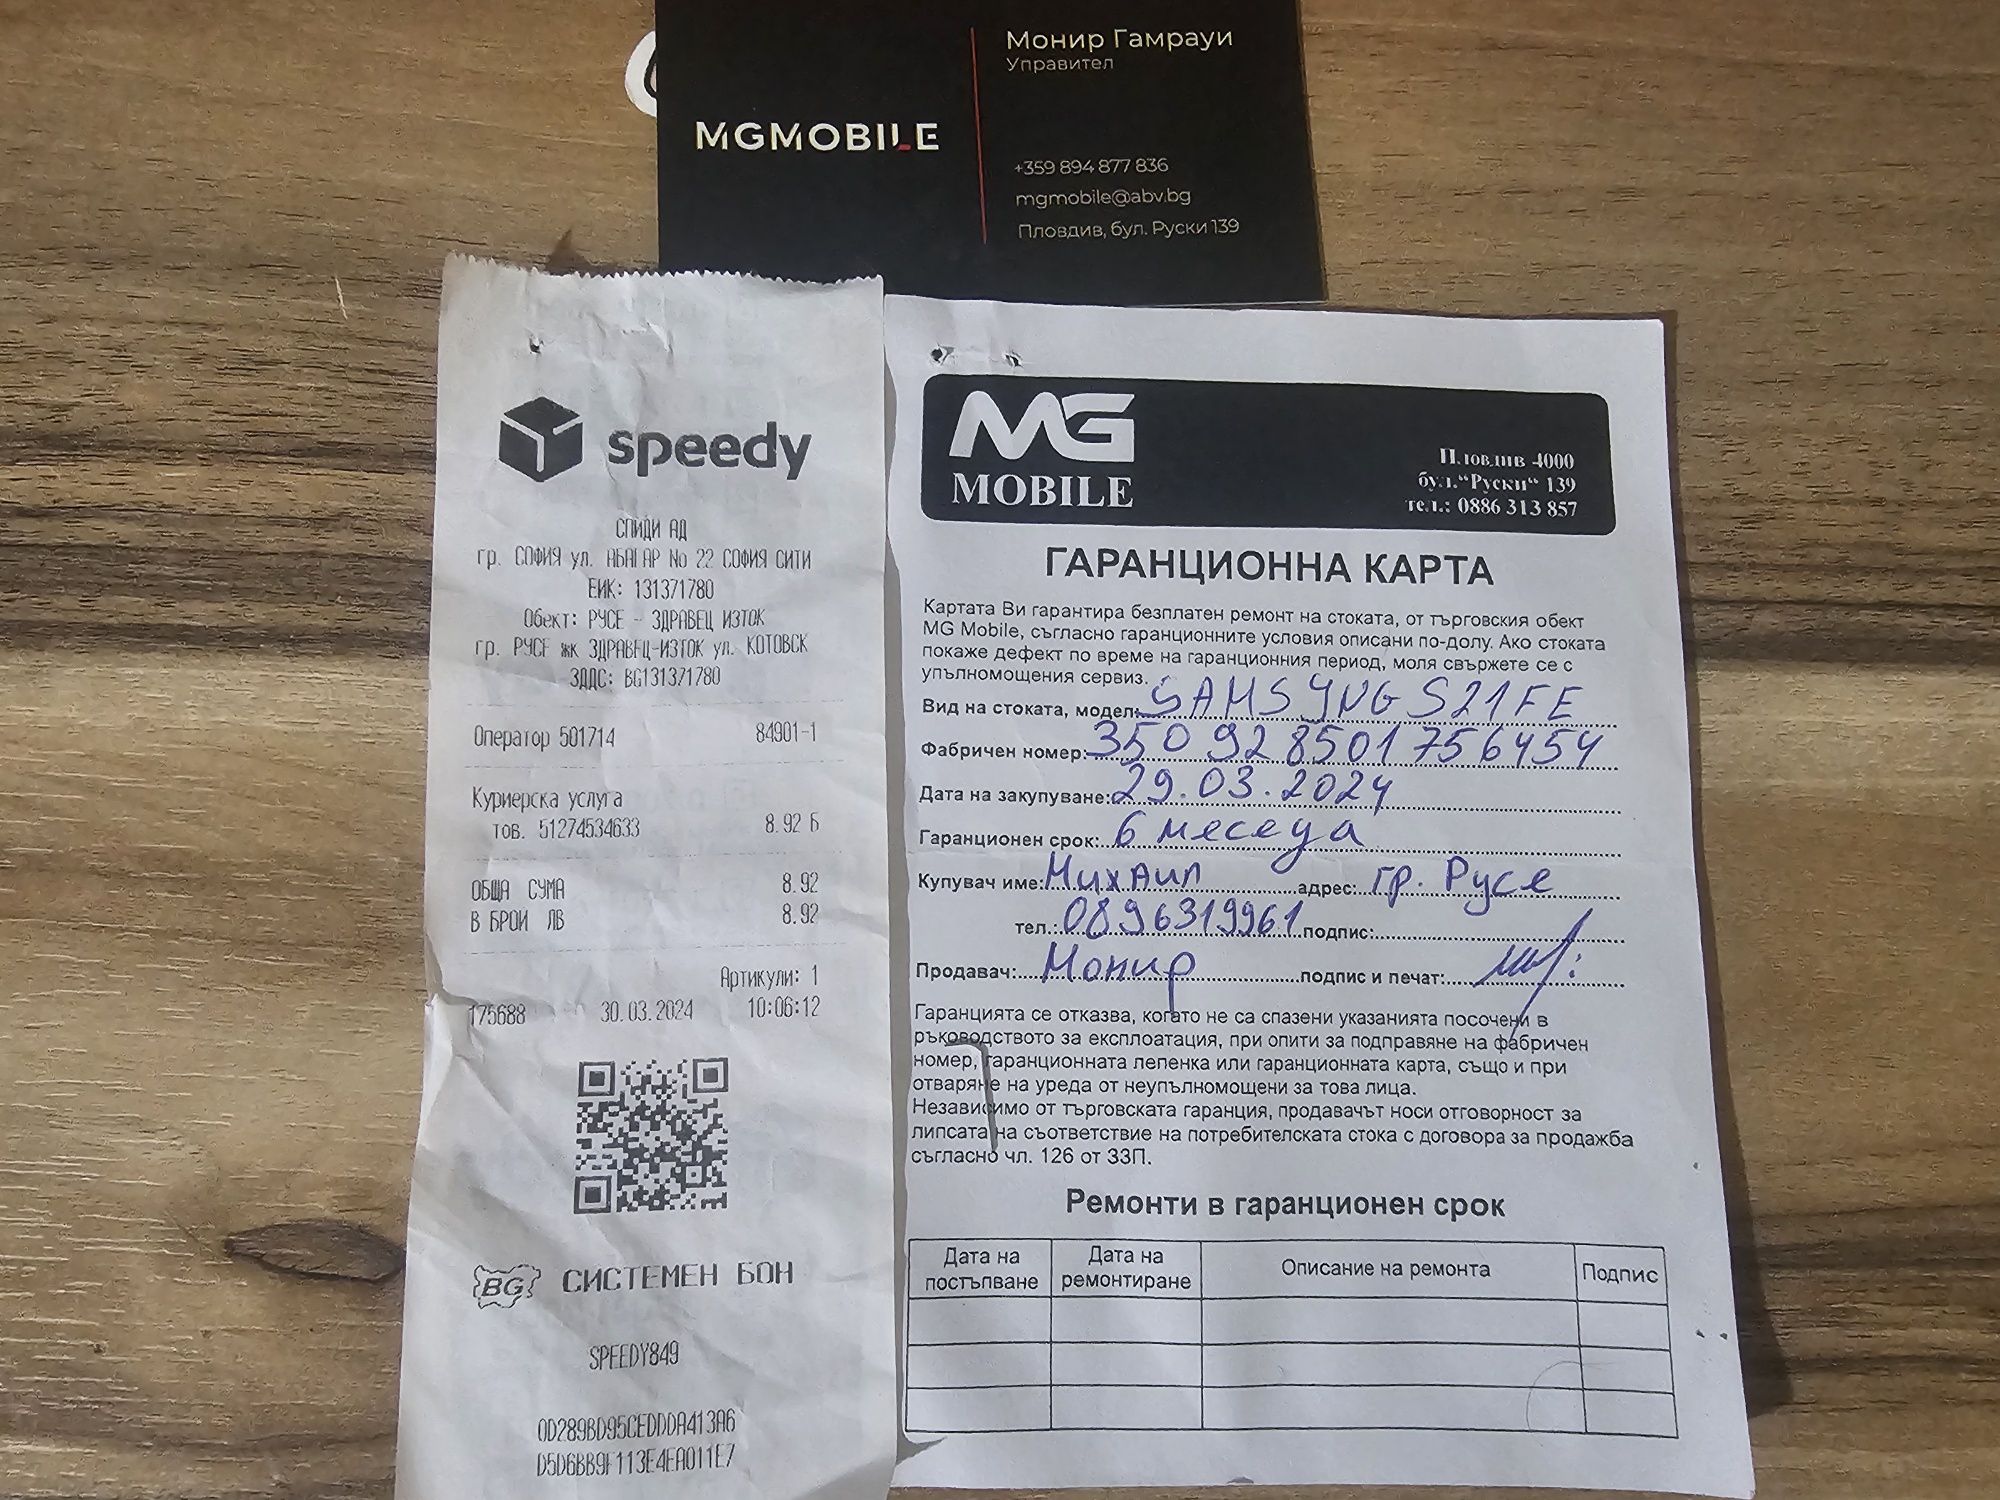 Монир Гамрауи
Управител
MGMOBILE
+359 894 877 836
mgmobile@abv.bg
Пловдив, бул. Руски 139
speedy
СПИДИ АД
гр. СОФИЯ ул. АБАГАР No 22 СОФИЯ СИТИ
ЕИК: 131371780
Обект: РУСЕ - ЗДРАВЕЦ ИЗТОК
гр. РУСЕ жк ЗДРАВЕЦ-ИЗТОК ул. КОТОВСК
ЗДДС: BG131371780
Оператор 501714 84901-1
Куриерска услуга
тов. 51274534633 8.92 Б
ОБЩА СУМА 8.92
В БРОЙ ЛВ 8.92
Артикули: 1
175688 30.03.2024 10:06:12
BG СИСТЕМЕН БОН
SPEEDY849
0D289BD95CEDDDA413A6
D5D6BB9F113E4EA011E7
MG
MOBILE
Пловдив 4000
бул.“Руски“ 139
тел.: 0886 313 857
ГАРАНЦИОННА КАРТА
Картата Ви гарантира безплатен ремонт на стоката, от търговския обект
MG Mobile, съгласно гаранционните условия описани по-долу. Ако стоката
покаже дефект по време на гаранционния период, моля свържете се с
упълномощения сервиз.
Вид на стоката, модел: SAMSYNG S21FE
Фабричен номер: 350928501756454
Дата на закупуване: 29.03.2024
Гаранционен срок: 6 месеца
Купувач име: Михаил адрес: гр. Русе
тел.: 0896319961 подпис:
Продавач: Монир подпис и печат:
Гаранцията се отказва, когато не са спазени указанията посочени в
ръководството за експлоатация, при опити за подправяне на фабричен
номер, гаранционната лепенка или гаранционната карта, също и при
отваряне на уреда от неупълномощени за това лица.
Независимо от търговската гаранция, продавачът носи отговорност за
липсата на съответствие на потребителската стока с договора за продажба
съгласно чл. 126 от ЗЗП.
Ремонти в гаранционен срок
Дата на постъпване Дата на ремонтиране Описание на ремонта Подпис